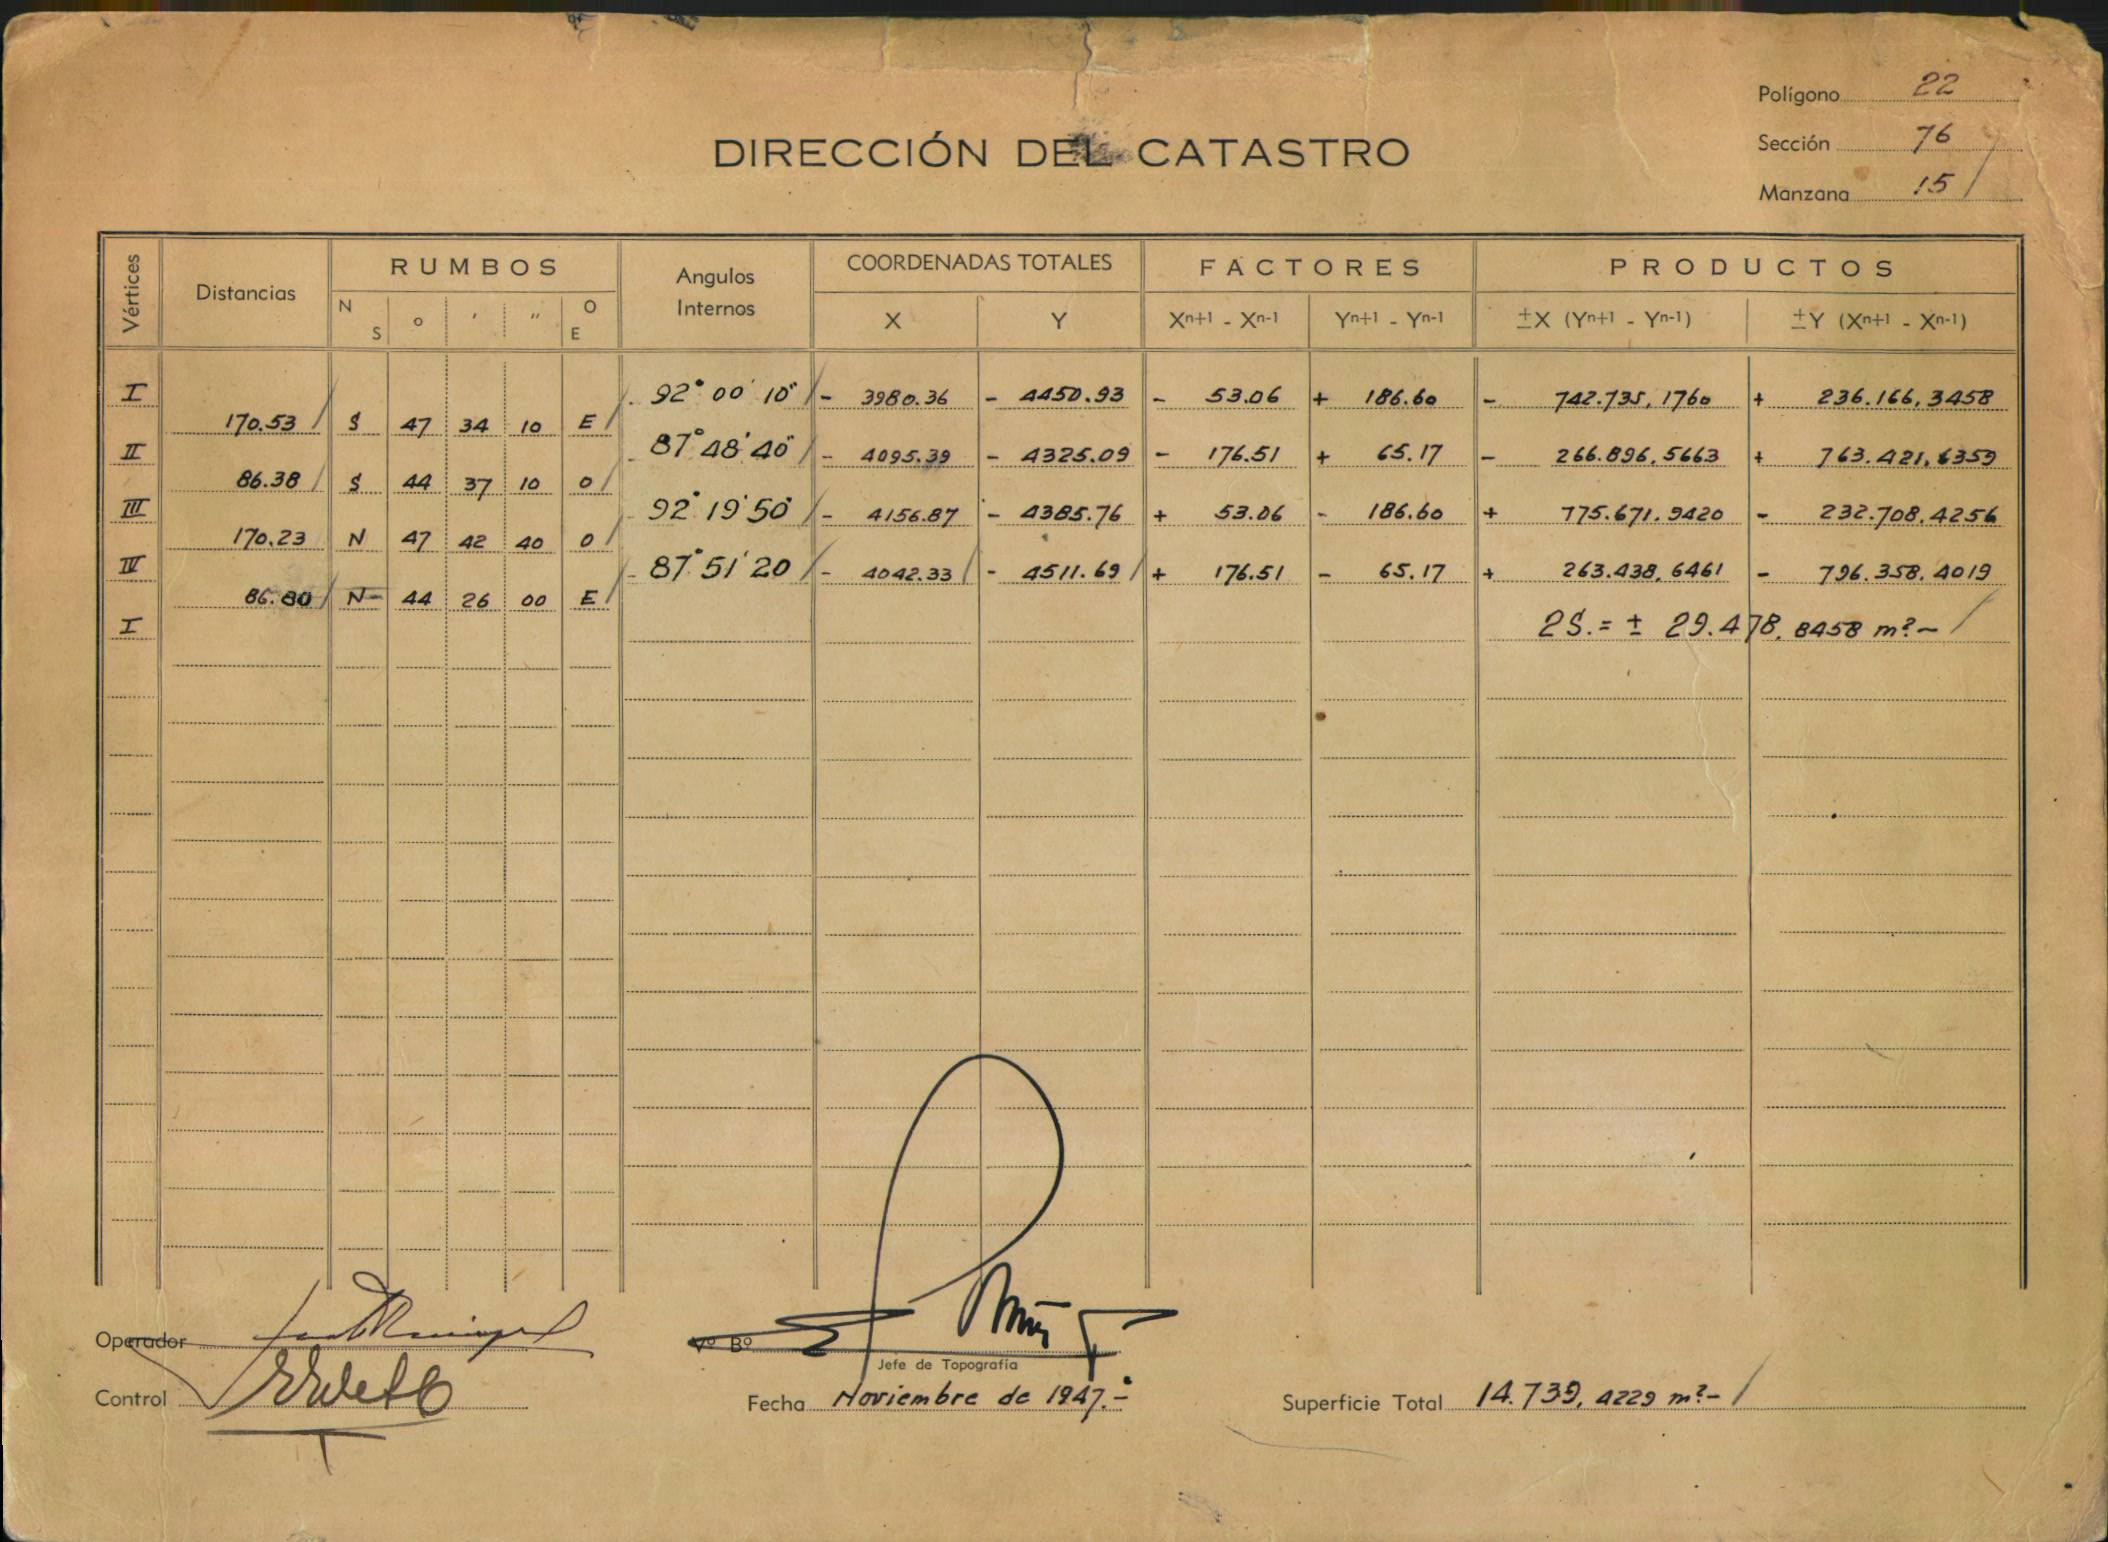 Polígono 22
DIRECCIÓN DEL CATASTRO
Sección 76
Manzana 15
Vértices Distancias RUMBOS Angulos Internos COORDENADAS TOTALES FACTORES PRODUCTOS
N S ° ′ ″ O E X Y Xn+1 - Xn-1 Yn+1 - Yn-1 ±X (Yn+1 - Yn-1) ±Y (Xn+1 - Xn-1)
I 92° 00' 10" - 3980.36 - 4450.93 - 53.06 + 186.60 - 742.735,1760 + 236.166,3458
170.53 S 47 34 10 E
II 87° 48' 40" - 4095.39 - 4325.09 - 176.51 + 65.17 - 266.896,5663 + 763.421,6359
86.38 S 44 37 10 O
III 92° 19' 50" - 4156.87 - 4385.76 + 53.06 - 186.60 + 775.671.9420 - 232.708,4256
170.23 N 47 42 40 O
IV 87° 51' 20 - 4042.33 - 4511.69 + 176.51 - 65.17 + 263.438,6461 - 796.358,4019
86.80 N 44 26 00 E
I 2S.= ± 29.478,8458 m².-
Operador
Vº Bº
Jefe de Topografía
Control
Fecha Noviembre de 1947.-
Superficie Total 14.739,4229 m².-